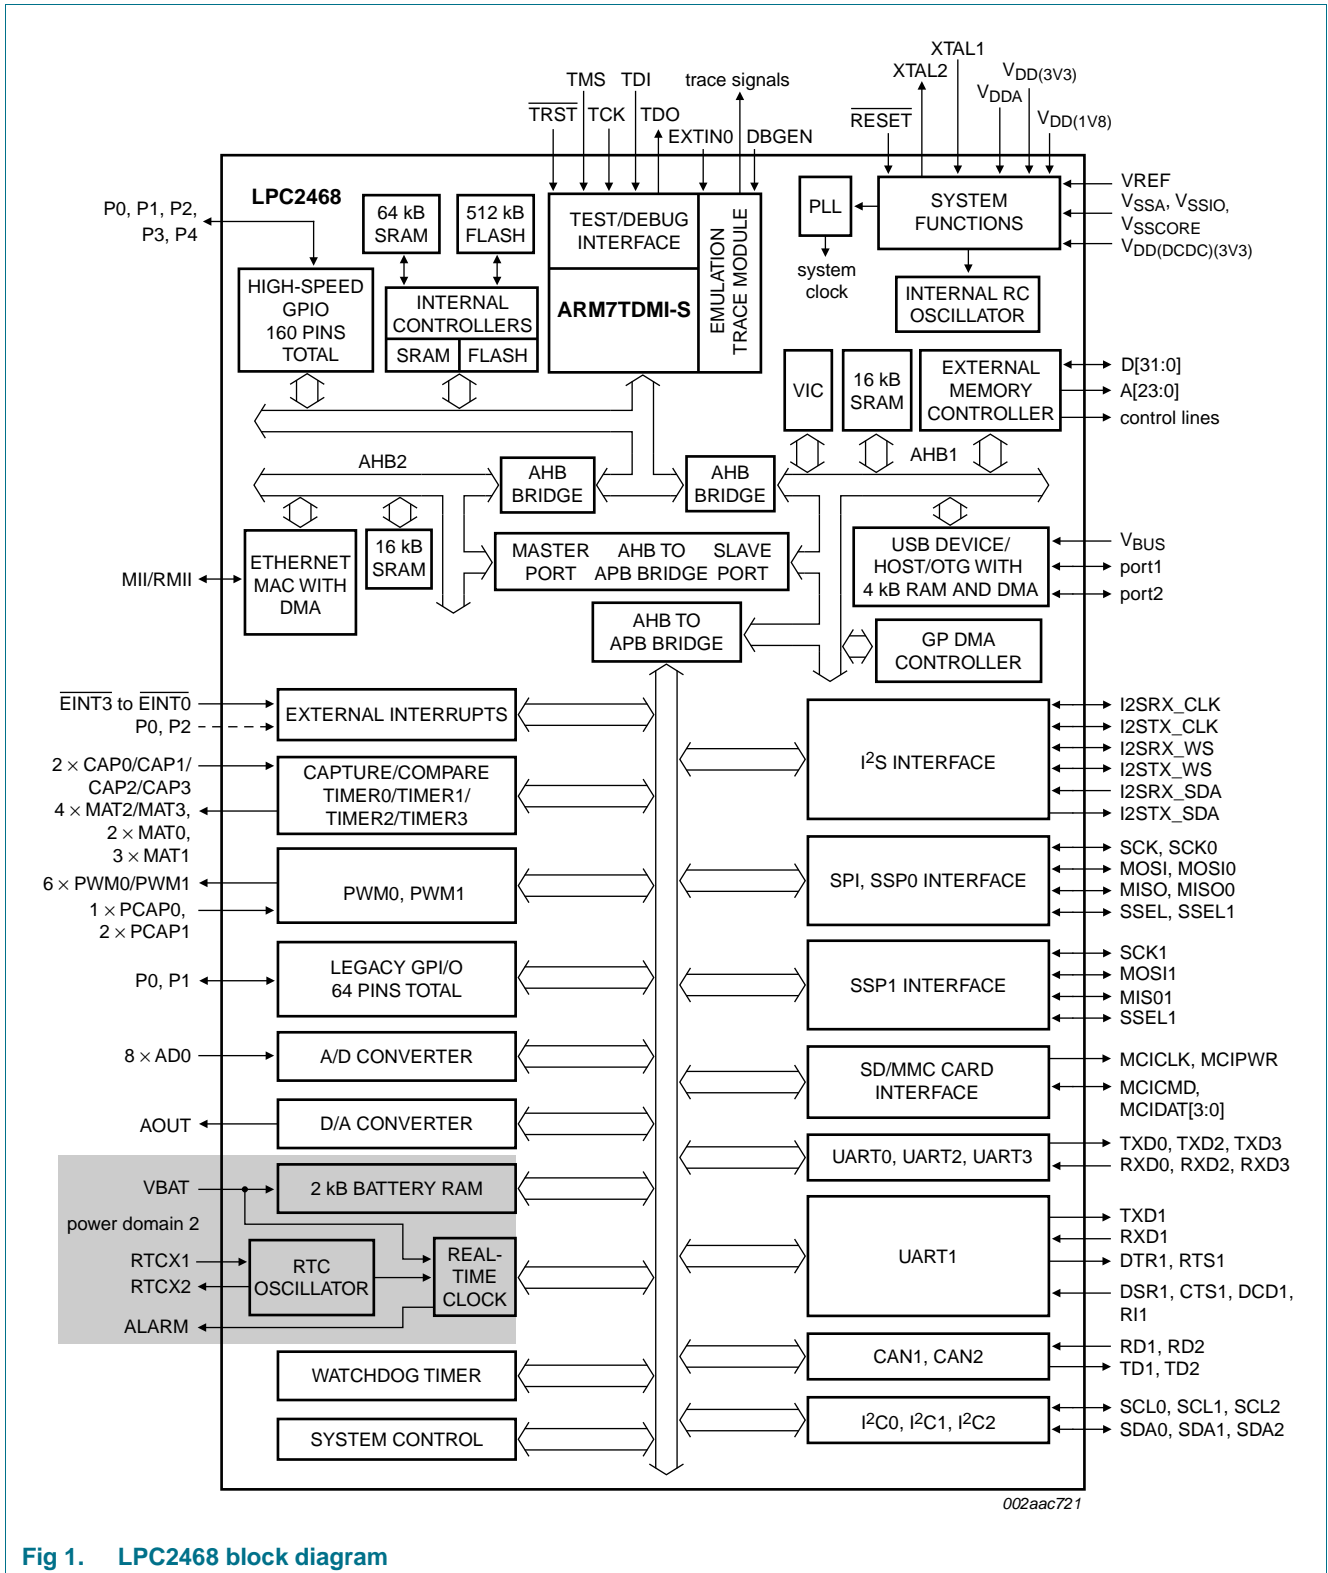 XTAL1
XTAL2
VDD(3V3)
VDDA
VDD(1V8)
RESET
TMS TDI
trace signals
TRST TCK TDO
EXTIN0 DBGEN
LPC2468
P0, P1, P2,
P3, P4
64 kB
SRAM
512 kB
FLASH
TEST/DEBUG
INTERFACE
EMULATION
TRACE MODULE
PLL
SYSTEM
FUNCTIONS
VREF
VSSA, VSSIO,
VSSCORE
VDD(DCDC)(3V3)
system
clock
HIGH-SPEED
GPIO
160 PINS
TOTAL
INTERNAL
CONTROLLERS
SRAM FLASH
ARM7TDMI-S
INTERNAL RC
OSCILLATOR
VIC
16 kB
SRAM
EXTERNAL
MEMORY
CONTROLLER
D[31:0]
A[23:0]
control lines
AHB2
AHB
BRIDGE
AHB
BRIDGE
AHB1
ETHERNET
MAC WITH
DMA
MII/RMII
16 kB
SRAM
MASTER
PORT
AHB TO
APB BRIDGE
SLAVE
PORT
USB DEVICE/
HOST/OTG WITH
4 kB RAM AND DMA
VBUS
port1
port2
AHB TO
APB BRIDGE
GP DMA
CONTROLLER
EINT3 to EINT0
P0, P2
EXTERNAL INTERRUPTS
2 × CAP0/CAP1/
CAP2/CAP3
4 × MAT2/MAT3,
2 × MAT0,
3 × MAT1
CAPTURE/COMPARE
TIMER0/TIMER1/
TIMER2/TIMER3
6 × PWM0/PWM1
1 × PCAP0,
2 × PCAP1
PWM0, PWM1
P0, P1
LEGACY GPI/O
64 PINS TOTAL
8 × AD0
A/D CONVERTER
AOUT
D/A CONVERTER
VBAT
2 kB BATTERY RAM
power domain 2
RTCX1
RTCX2
RTC
OSCILLATOR
REAL-
TIME
CLOCK
ALARM
WATCHDOG TIMER
SYSTEM CONTROL
I2S INTERFACE
I2SRX_CLK
I2STX_CLK
I2SRX_WS
I2STX_WS
I2SRX_SDA
I2STX_SDA
SPI, SSP0 INTERFACE
SCK, SCK0
MOSI, MOSI0
MISO, MISO0
SSEL, SSEL1
SSP1 INTERFACE
SCK1
MOSI1
MIS01
SSEL1
SD/MMC CARD
INTERFACE
MCICLK, MCIPWR
MCICMD,
MCIDAT[3:0]
UART0, UART2, UART3
TXD0, TXD2, TXD3
RXD0, RXD2, RXD3
UART1
TXD1
RXD1
DTR1, RTS1
DSR1, CTS1, DCD1,
RI1
CAN1, CAN2
RD1, RD2
TD1, TD2
I2C0, I2C1, I2C2
SCL0, SCL1, SCL2
SDA0, SDA1, SDA2
002aac721
Fig 1. LPC2468 block diagram